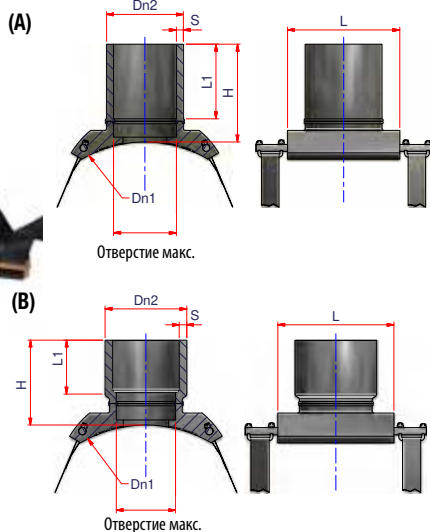 (A)
Dn2
S
L
L1
H
Dn1
Отверстие макс.
(B)
Dn2
S
L
L1
H
Dn1
Отверстие макс.